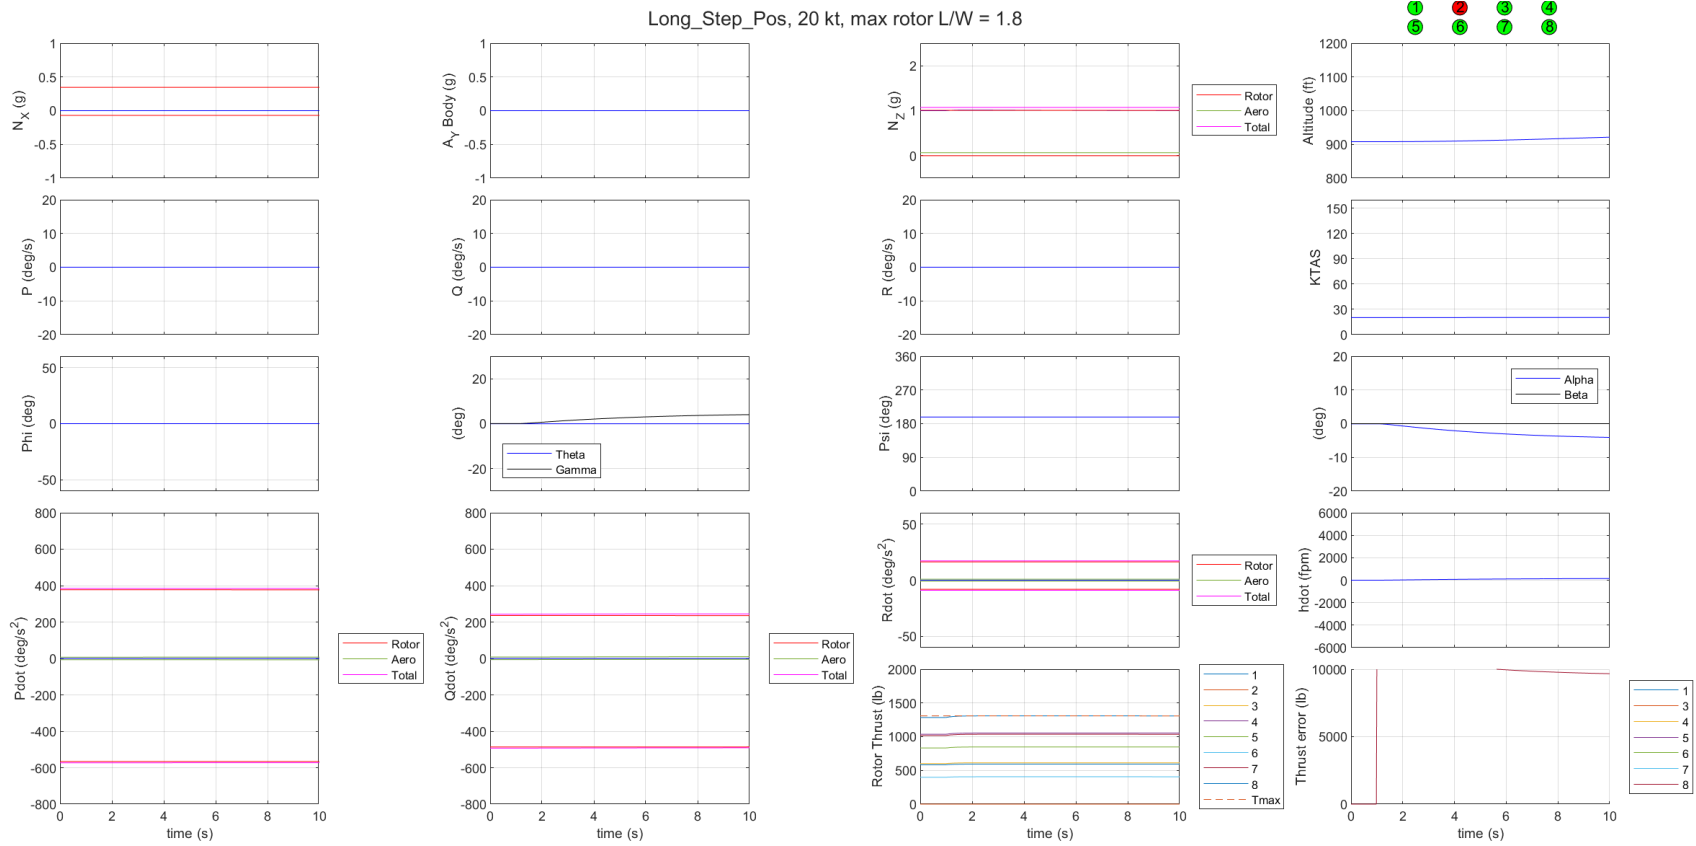 Long_Step_Pos, 20 kt, max rotor L/W = 1.8
1 2 3 4
5 6 7 8
N_X (g)
1
0.5
0
-0.5
-1
A_Y Body (g)
1
0.5
0
-0.5
-1
N_Z (g)
2
1
0
Rotor
Aero
Total
Altitude (ft)
1200
1100
1000
900
800
P (deg/s)
20
10
0
-10
-20
Q (deg/s)
20
10
0
-10
-20
R (deg/s)
20
10
0
-10
-20
KTAS
150
120
90
60
30
0
Phi (deg)
50
0
-50
(deg)
20
0
-20
Theta
Gamma
Psi (deg)
360
270
180
90
0
(deg)
20
10
0
-10
-20
Alpha
Beta
Pdot (deg/s²)
800
600
400
200
0
-200
-400
-600
-800
0 2 4 6 8 10
time (s)
Rotor
Aero
Total
Qdot (deg/s²)
800
600
400
200
0
-200
-400
-600
-800
0 2 4 6 8 10
time (s)
Rotor
Aero
Total
Rdot (deg/s²)
50
0
-50
Rotor
Aero
Total
hdot (fpm)
6000
4000
2000
0
-2000
-4000
-6000
Rotor Thrust (lb)
2000
1500
1000
500
0
0 2 4 6 8 10
time (s)
1
2
3
4
5
6
7
8
Tmax
Thrust error (lb)
10000
5000
0
0 2 4 6 8 10
time (s)
1
3
4
5
6
7
8